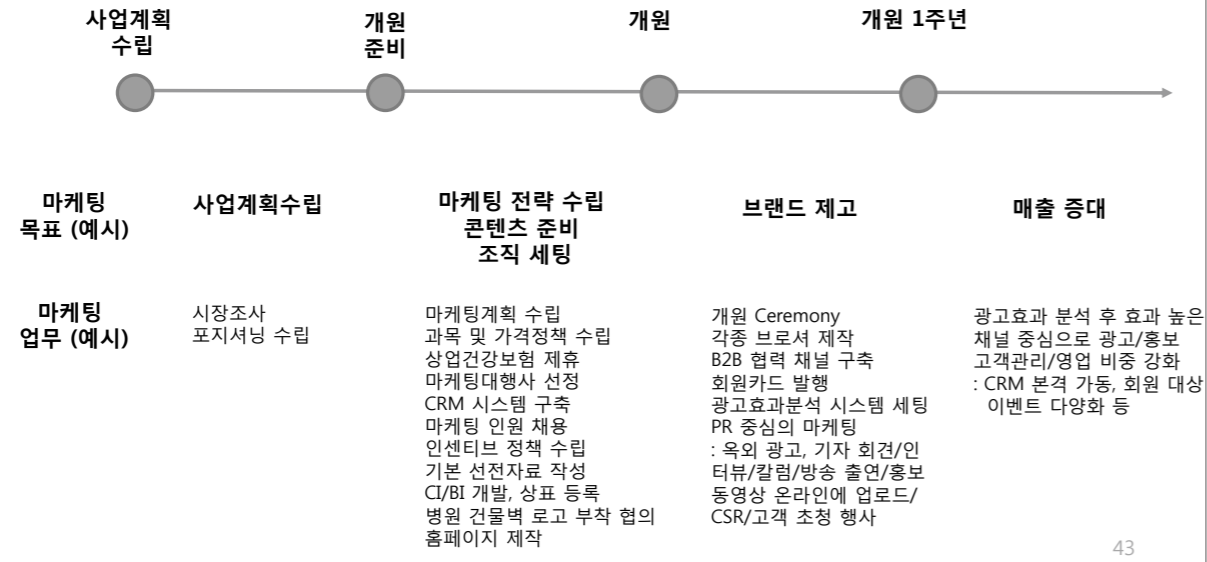 사업계획
수립
개원
준비
개원
개원 1주년
마케팅
목표 (예시)
사업계획수립
마케팅 전략 수립
콘텐츠 준비
조직 세팅
브랜드 제고
매출 증대
마케팅
업무 (예시)
시장조사
포지셔닝 수립
마케팅계획 수립
과목 및 가격정책 수립
상업건강보험 제휴
마케팅대행사 선정
CRM 시스템 구축
마케팅 인원 채용
인센티브 정책 수립
기본 선전자료 작성
CI/BI 개발, 상표 등록
병원 건물벽 로고 부착 협의
홈페이지 제작
개원 Ceremony
각종 브로셔 제작
B2B 협력 채널 구축
회원카드 발행
광고효과분석 시스템 세팅
PR 중심의 마케팅
: 옥외 광고, 기자 회견/인
터뷰/칼럼/방송 출연/홍보
동영상 온라인에 업로드/
CSR/고객 초청 행사
광고효과 분석 후 효과 높은
채널 중심으로 광고/홍보
고객관리/영업 비중 강화
: CRM 본격 가동, 회원 대상
이벤트 다양화 등
43